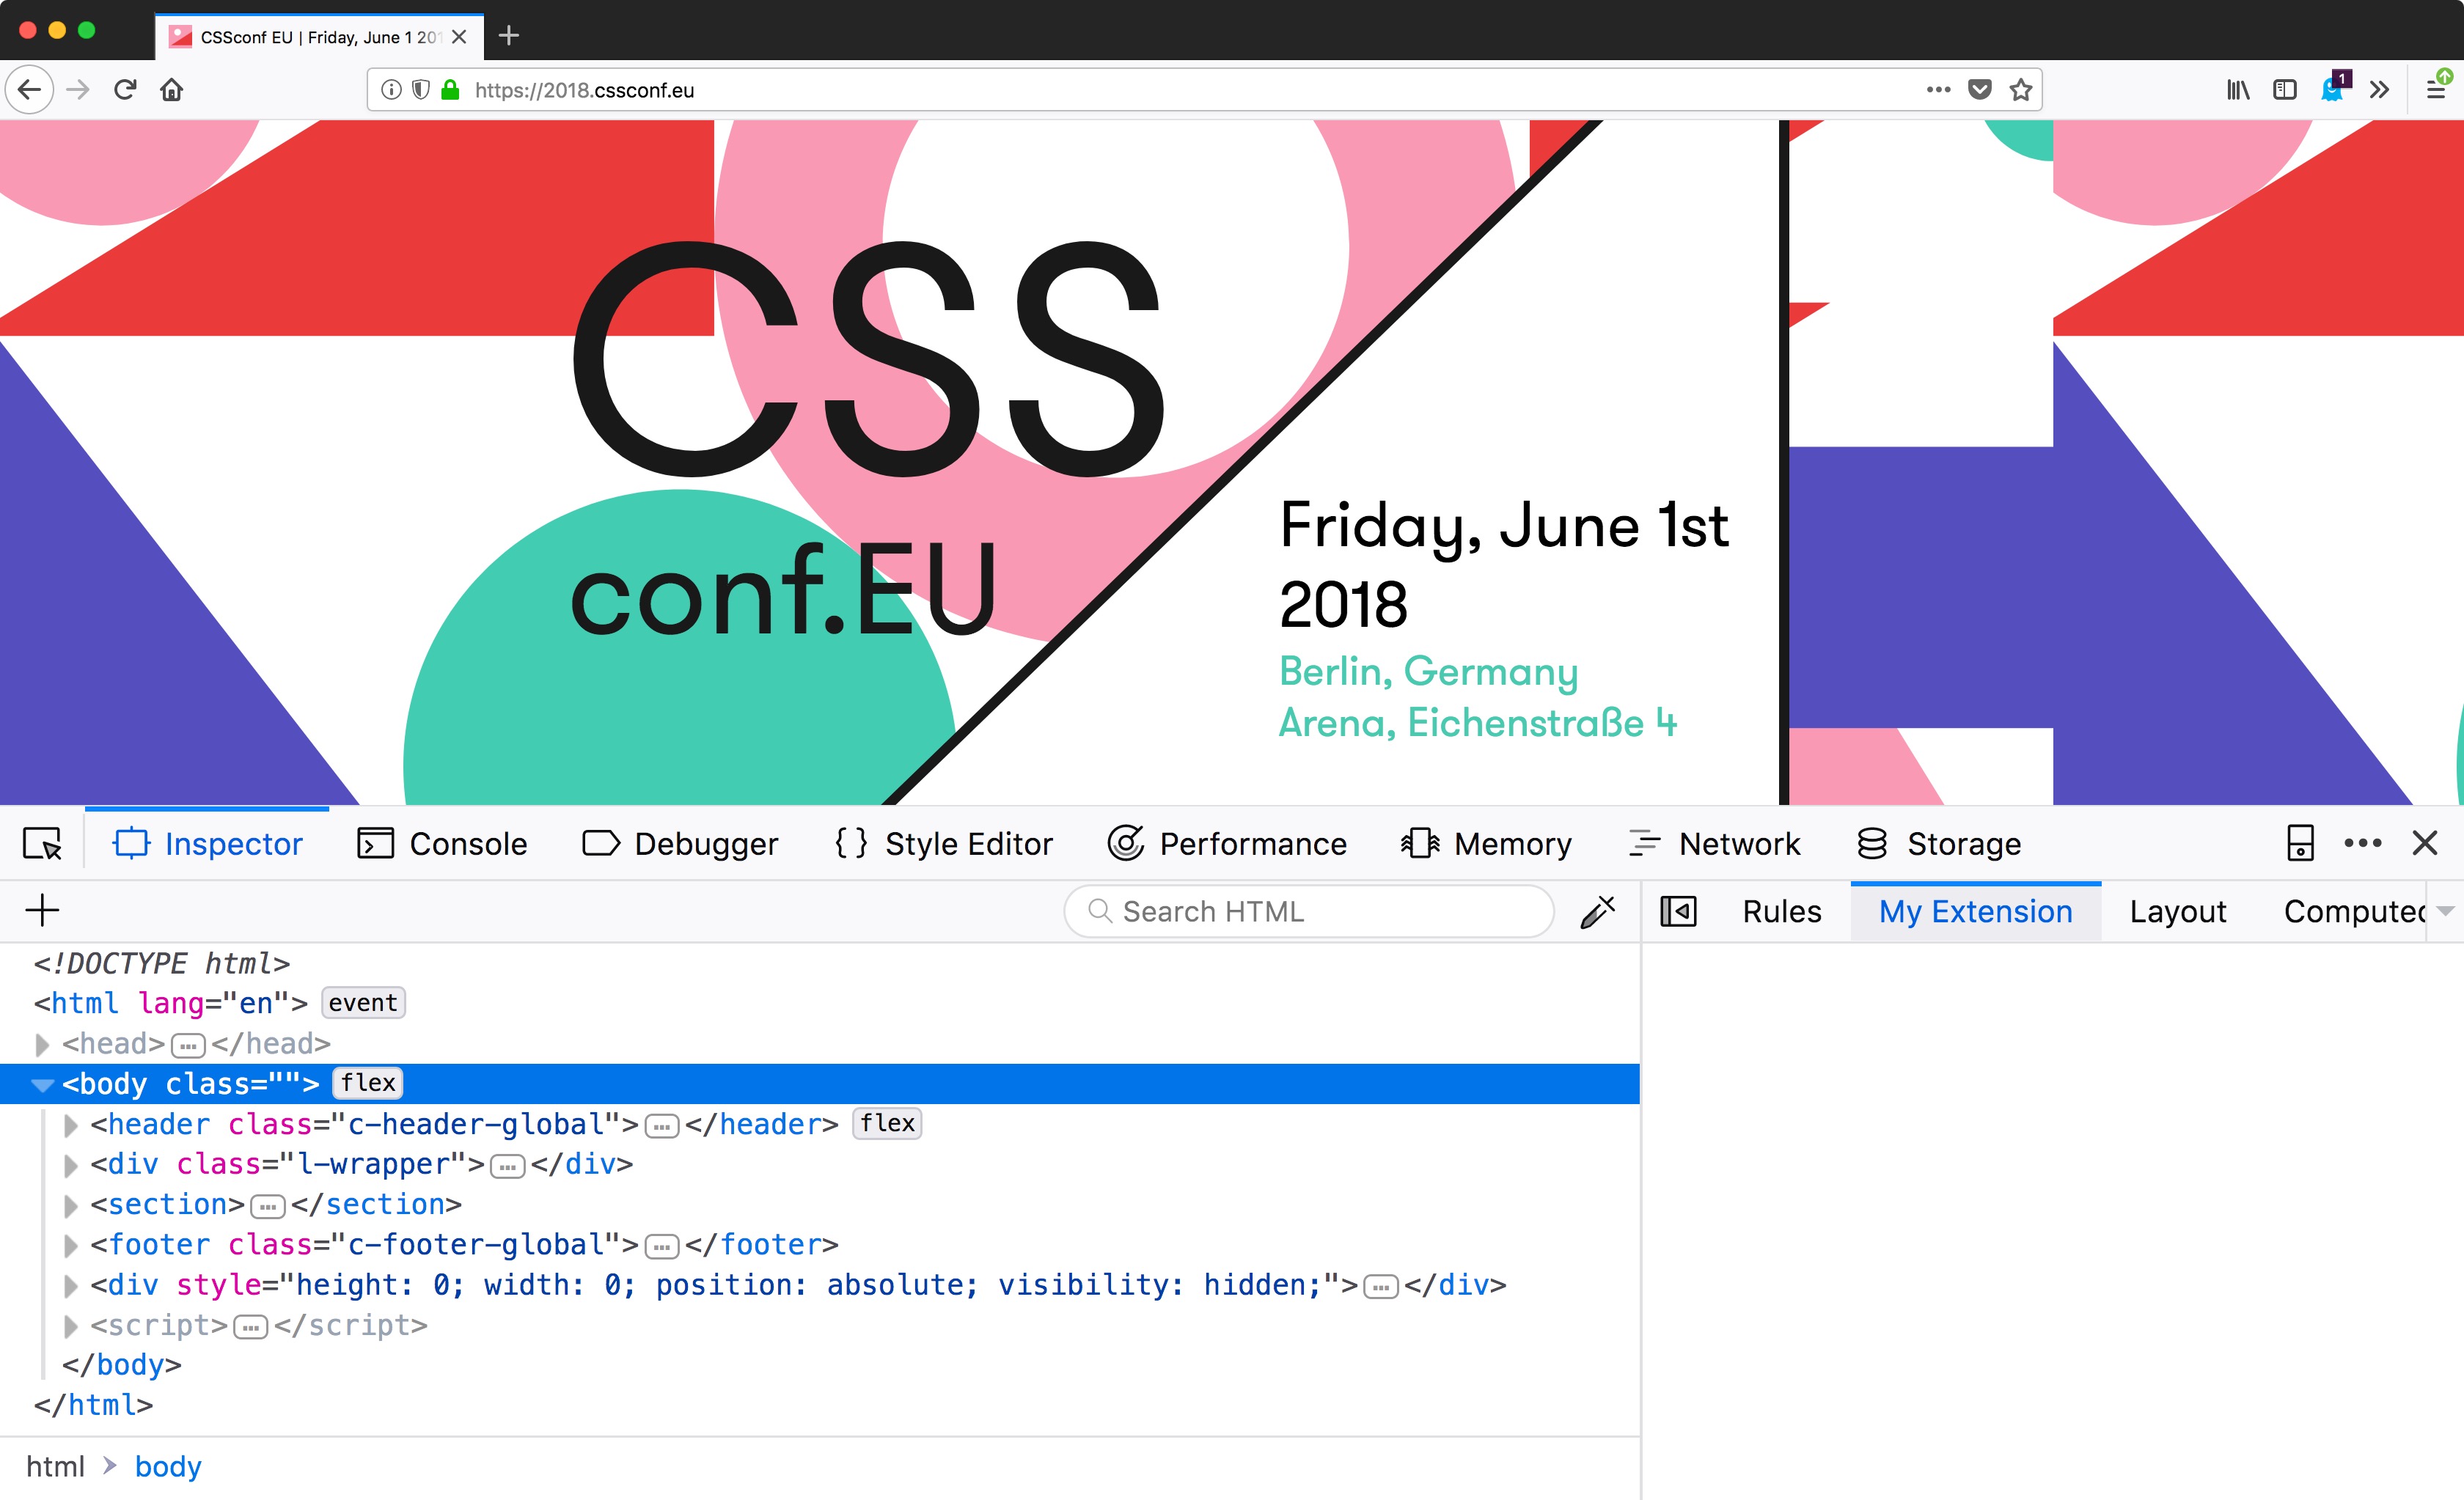 CSSconf EU | Friday, June 1 201
https://2018.cssconf.eu
1
CSS
conf.EU
Friday, June 1st
2018
Berlin, Germany
Arena, Eichenstraße 4
Inspector Console Debugger { } Style Editor Performance Memory Network Storage
Search HTML
Rules My Extension Layout Computed
<!DOCTYPE html>
<html lang="en"> event
<head>…</head>
<body class=""> flex
<header class="c-header-global">…</header> flex
<div class="l-wrapper">…</div>
<section>…</section>
<footer class="c-footer-global">…</footer>
<div style="height: 0; width: 0; position: absolute; visibility: hidden;">…</div>
<script>…</script>
</body>
</html>
html > body